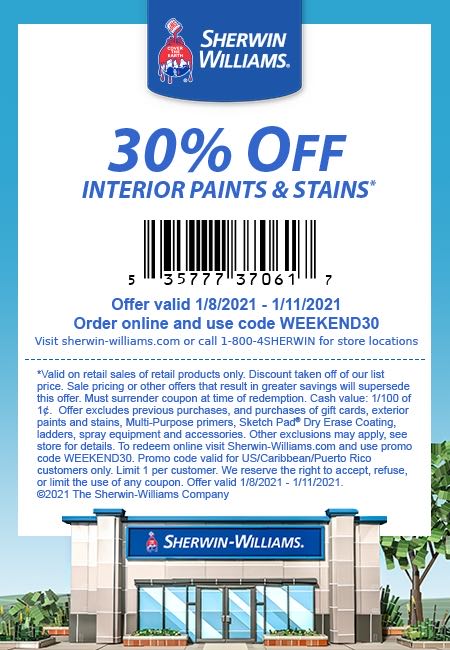 COVER THE EARTH
SHERWIN
WILLIAMS®
30% OFF
INTERIOR PAINTS & STAINS*
5 35777 37061 7
Offer valid 1/8/2021 - 1/11/2021
Order online and use code WEEKEND30
Visit sherwin-williams.com or call 1-800-4SHERWIN for store locations
*Valid on retail sales of retail products only. Discount taken off of our list
price. Sale pricing or other offers that result in greater savings will supersede
this offer. Must surrender coupon at time of redemption. Cash value: 1/100 of
1¢. Offer excludes previous purchases, and purchases of gift cards, exterior
paints and stains, Multi-Purpose primers, Sketch Pad® Dry Erase Coating,
ladders, spray equipment and accessories. Other exclusions may apply, see
store for details. To redeem online visit Sherwin-Williams.com and use promo
code WEEKEND30. Promo code valid for US/Caribbean/Puerto Rico
customers only. Limit 1 per customer. We reserve the right to accept, refuse,
or limit the use of any coupon. Offer valid 1/8/2021 - 1/11/2021.
©2021 The Sherwin-Williams Company
SHERWIN-WILLIAMS.